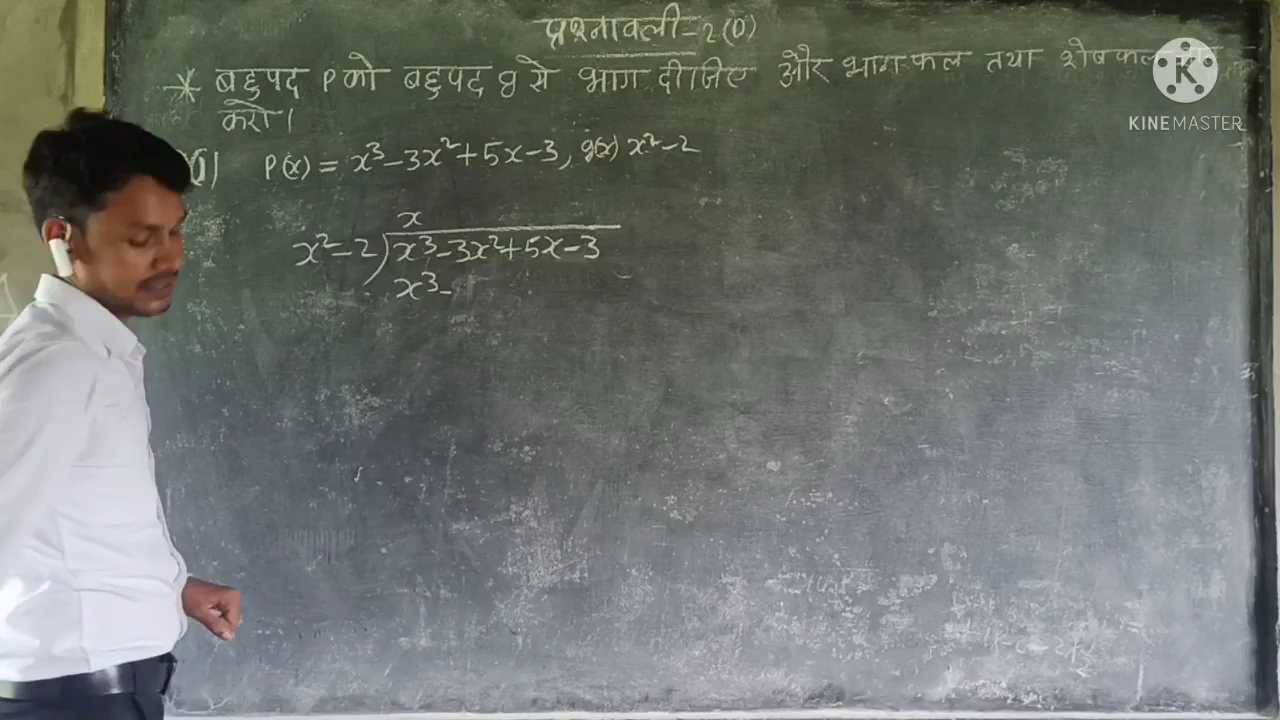 प्रश्नावली-2(D)
* बहुपद P को बहुपद g से भाग दीजिए और भागफल तथा शेषफल
करो।
P(x) = x³-3x²+5x-3, g(x) x²-2
x
x²-2)x³-3x²+5x-3
x³-
K
KINEMASTER